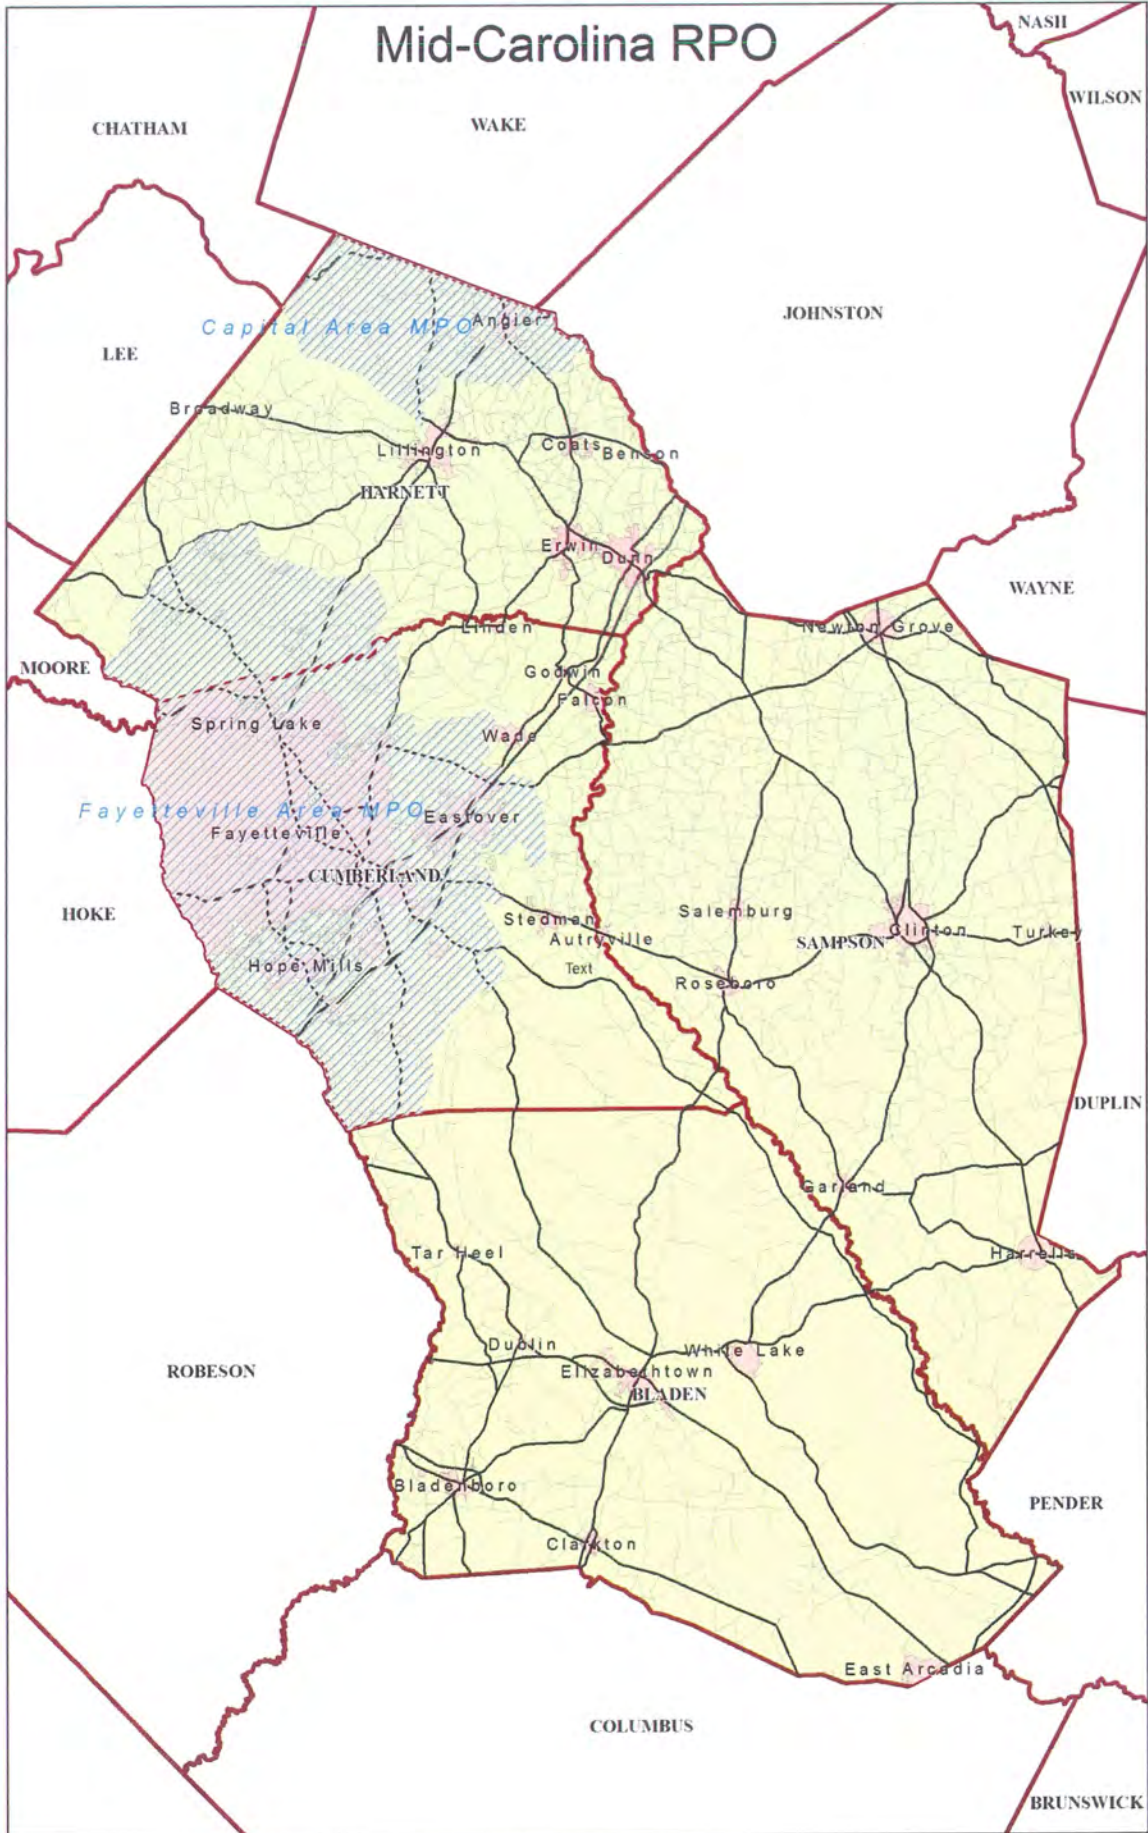 Mid-Carolina RPO
NASH
WILSON
CHATHAM
WAKE
JOHNSTON
Capital Area MPO
Angier
LEE
Broadway
Lillington
Coats
Benson
HARNETT
Erwin
Dunn
WAYNE
Linden
Newton Grove
MOORE
Godwin
Falcon
Spring Lake
Wade
Fayetteville Area MPO
Eastover
Fayetteville
CUMBERLAND
HOKE
Stedman
Salemburg
Clinton
Turkey
Autryville
SAMPSON
Hope Mills
Text
Roseboro
DUPLIN
Garland
Tar Heel
Harrells
Dublin
White Lake
ROBESON
Elizabethtown
BLADEN
Bladenboro
PENDER
Clarkton
East Arcadia
COLUMBUS
BRUNSWICK